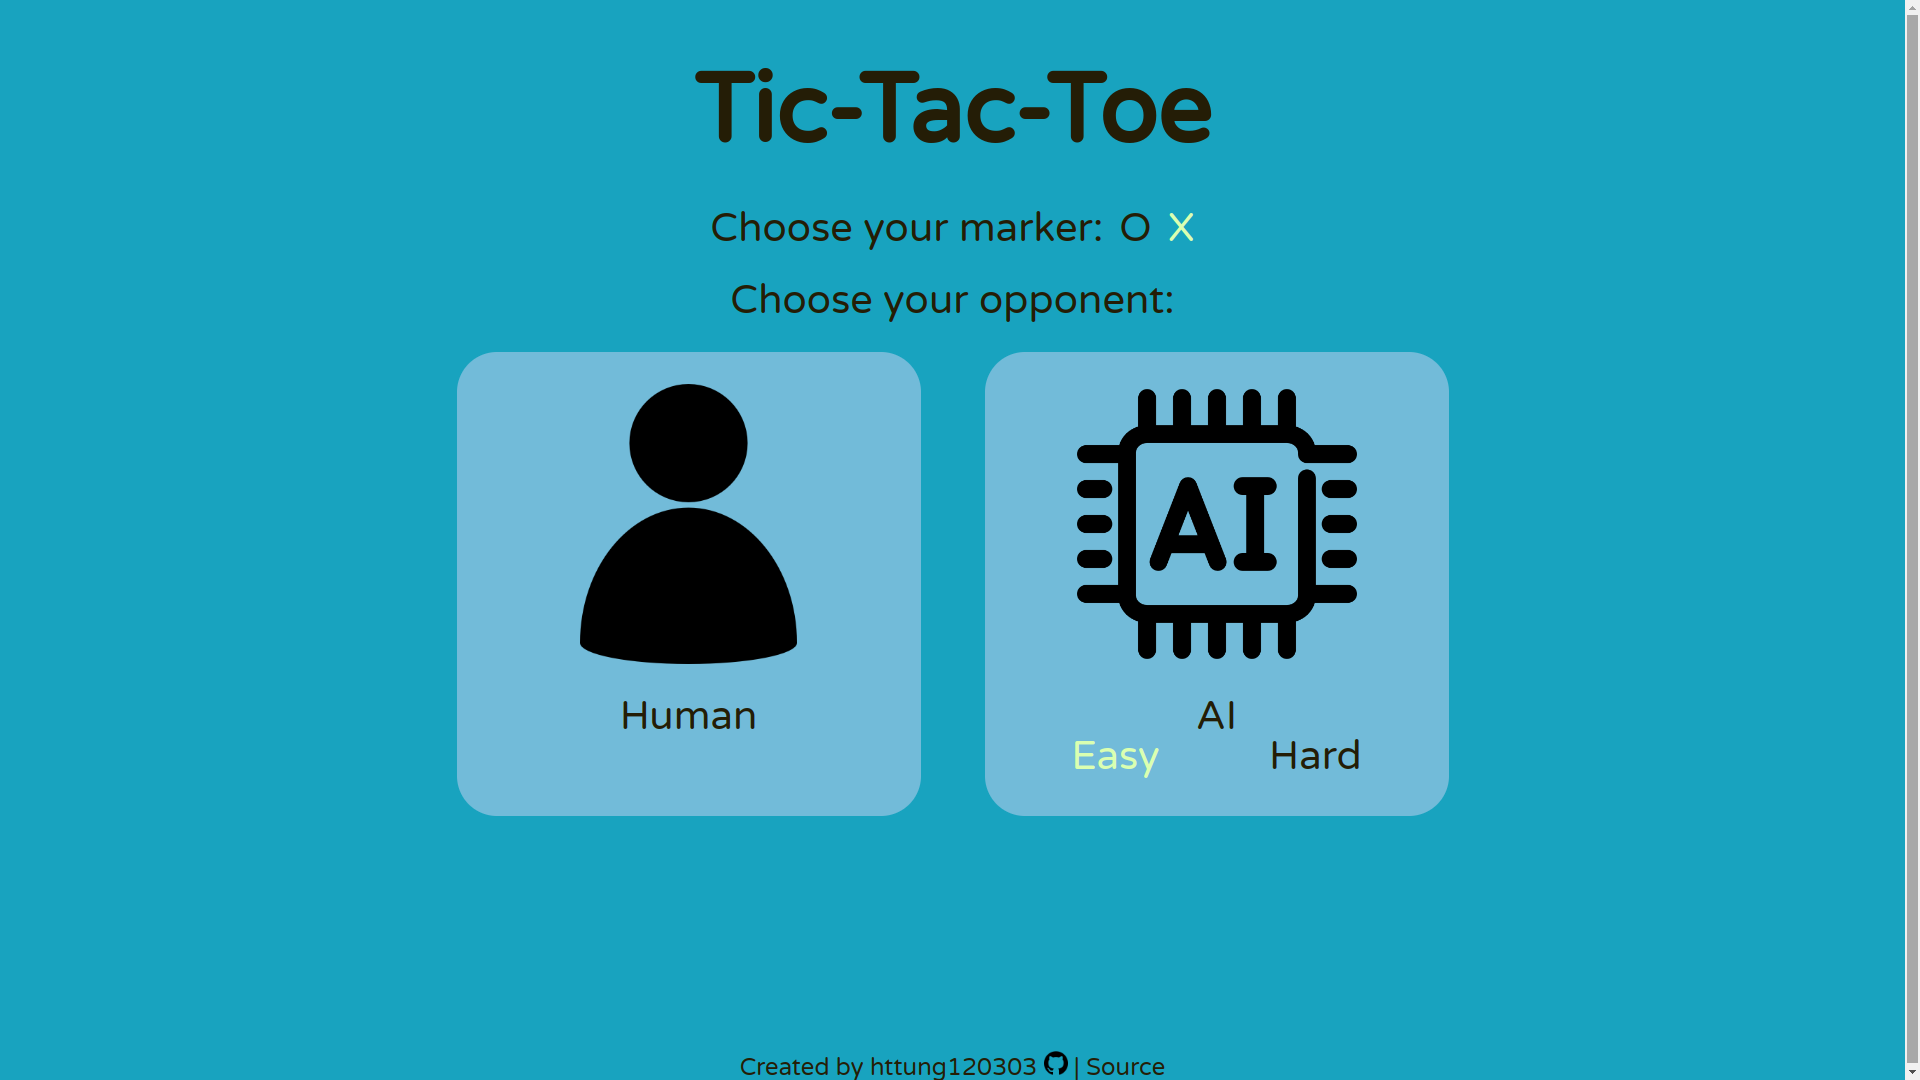 Tic-Tac-Toe
Choose your marker: O X
Choose your opponent:
AI
Human
AI
Easy Hard
Created by httung120303 | Source